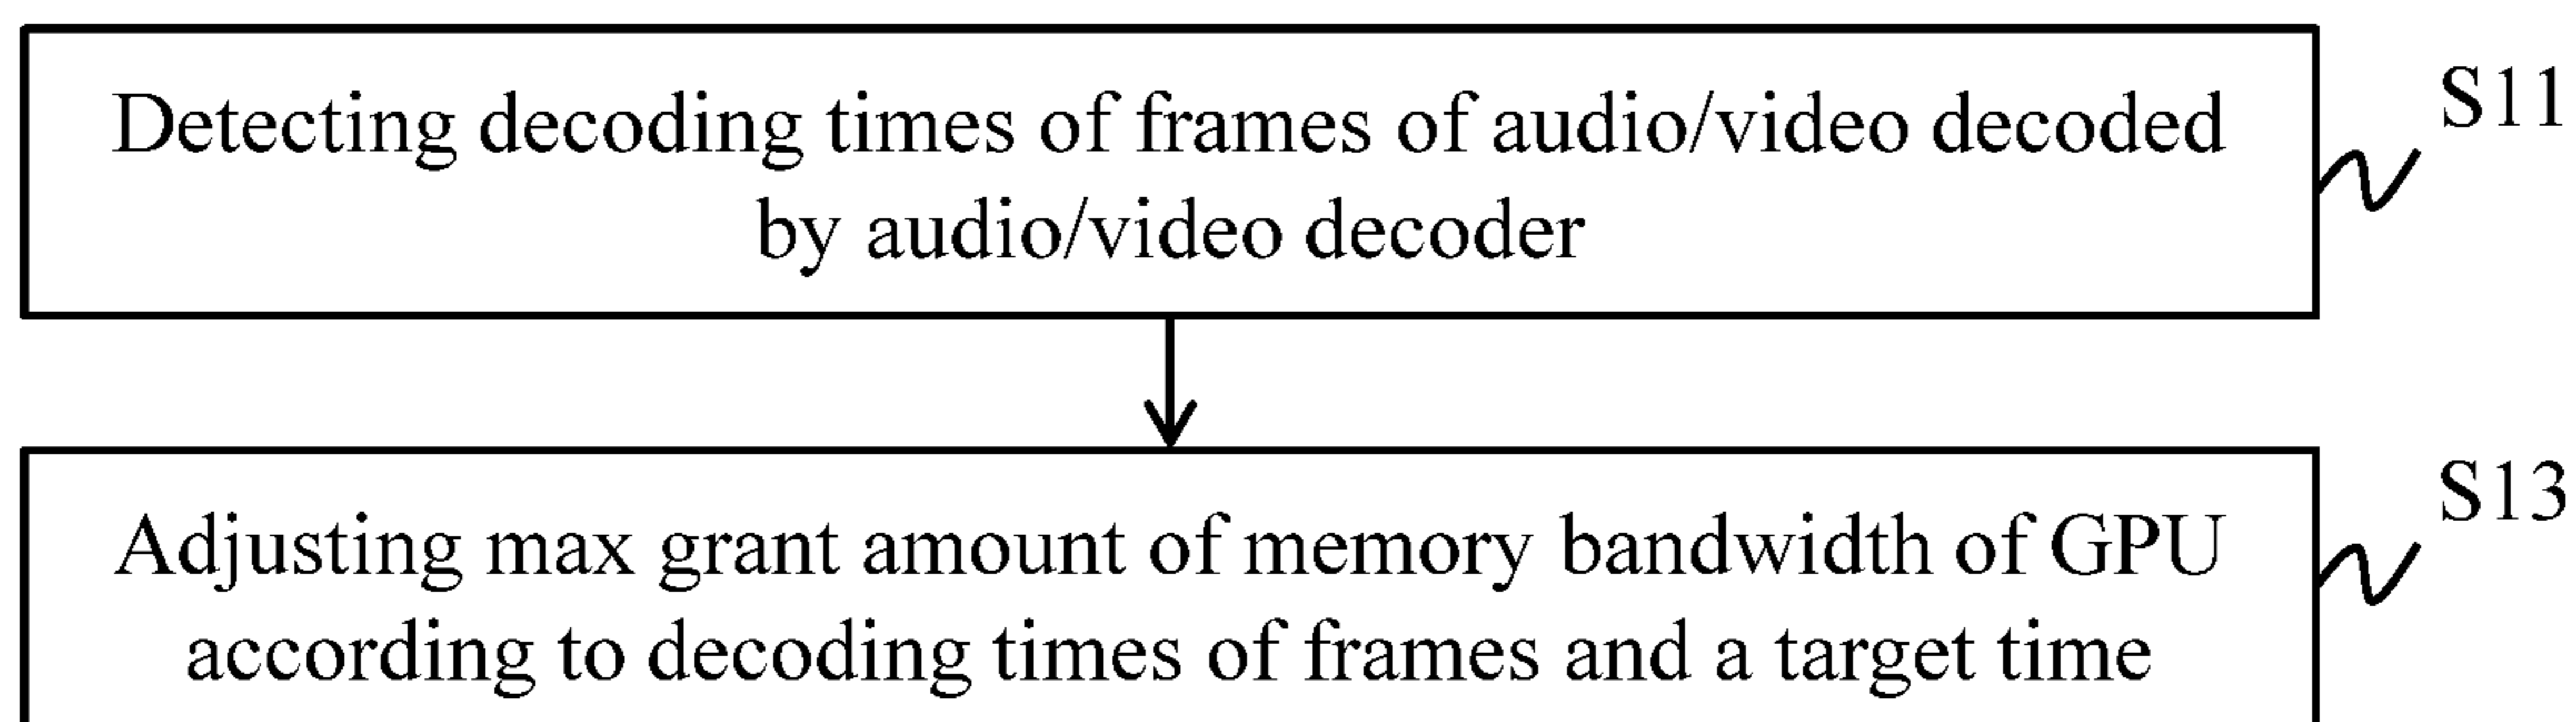 Detecting decoding times of frames of audio/video decoded
by audio/video decoder
S11
Adjusting max grant amount of memory bandwidth of GPU
according to decoding times of frames and a target time
S13